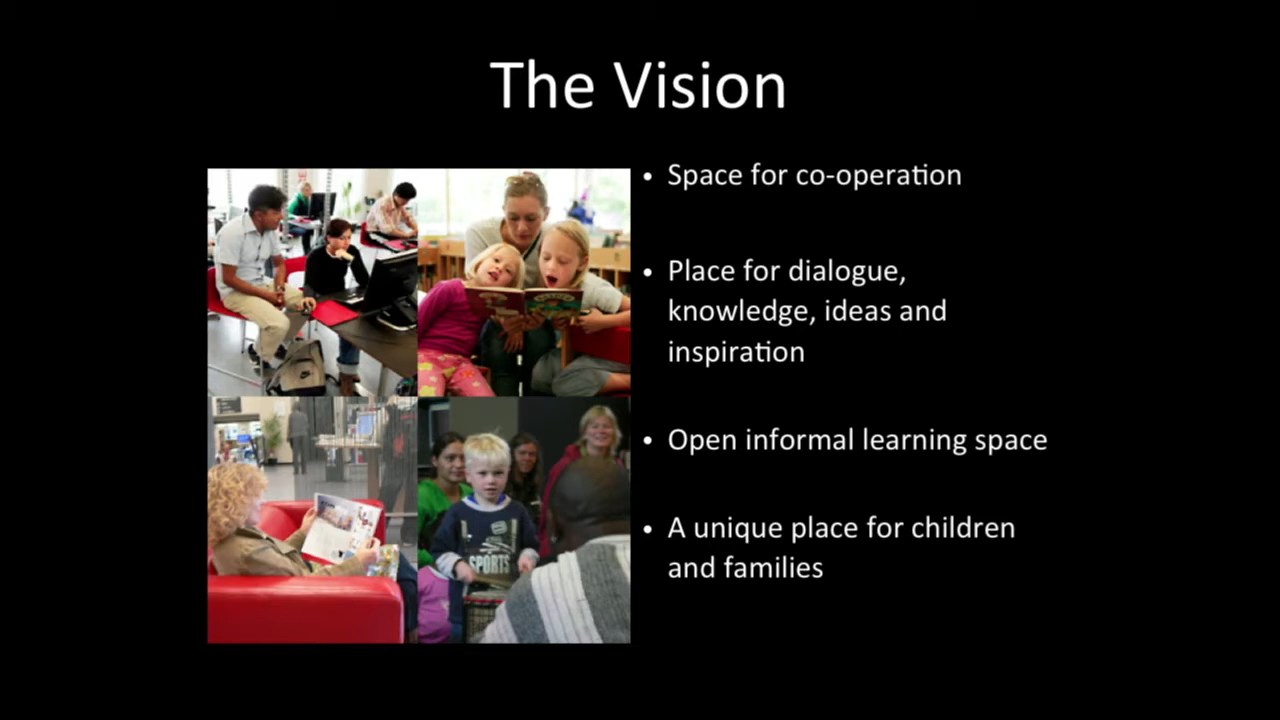 The Vision
• Space for co-operation
• Place for dialogue,
knowledge, ideas and
inspiration
• Open informal learning space
• A unique place for children
and families
SPORTS